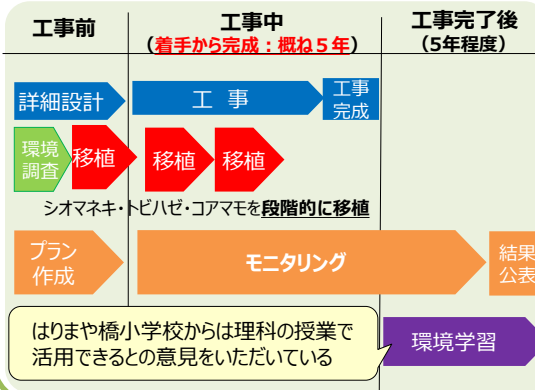 工事前
工事中
(着手から完成：概ね５年)
工事完了後
(5年程度)
詳細設計
工 事
工事
完成
環境
調査
移植
移植
移植
シオマネキ・トビハゼ・コアマモを段階的に移植
プラン
作成
モニタリング
結果
公表
はりまや橋小学校からは理科の授業で
活用できるとの意見をいただいている
環境学習